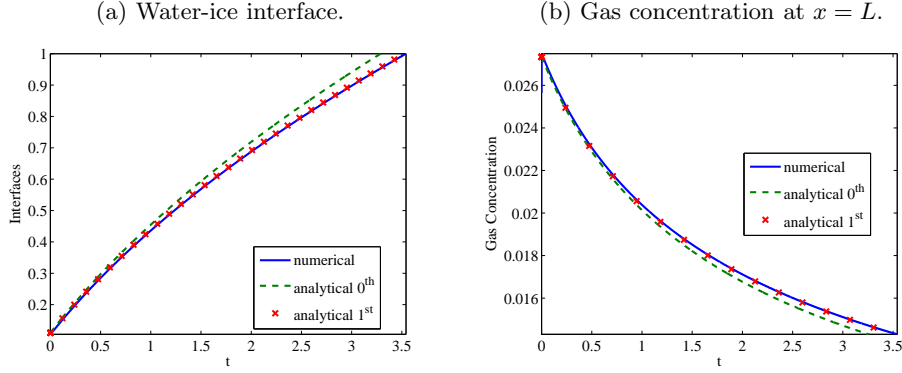 (a) Water-ice interface.
1
0.9
0.8
0.7
0.6
0.5
0.4
0.3
0.2
Interfaces
0 0.5 1 1.5 2 2.5 3 3.5
t
numerical
analytical 0th
analytical 1st
(b) Gas concentration at x = L.
0.026
0.024
0.022
0.02
0.018
0.016
Gas Concentration
0 0.5 1 1.5 2 2.5 3 3.5
t
numerical
analytical 0th
analytical 1st